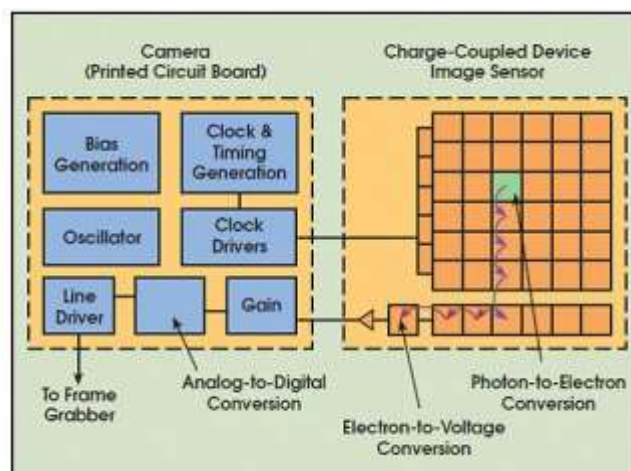 Camera
(Printed Circuit Board)
Charge-Coupled Device
Image Sensor
Bias
Generation
Clock &
Timing
Generation
Oscillator
Clock
Drivers
Line
Driver
Gain
To Frame
Grabber
Analog-to-Digital
Conversion
Electron-to-Voltage
Conversion
Photon-to-Electron
Conversion